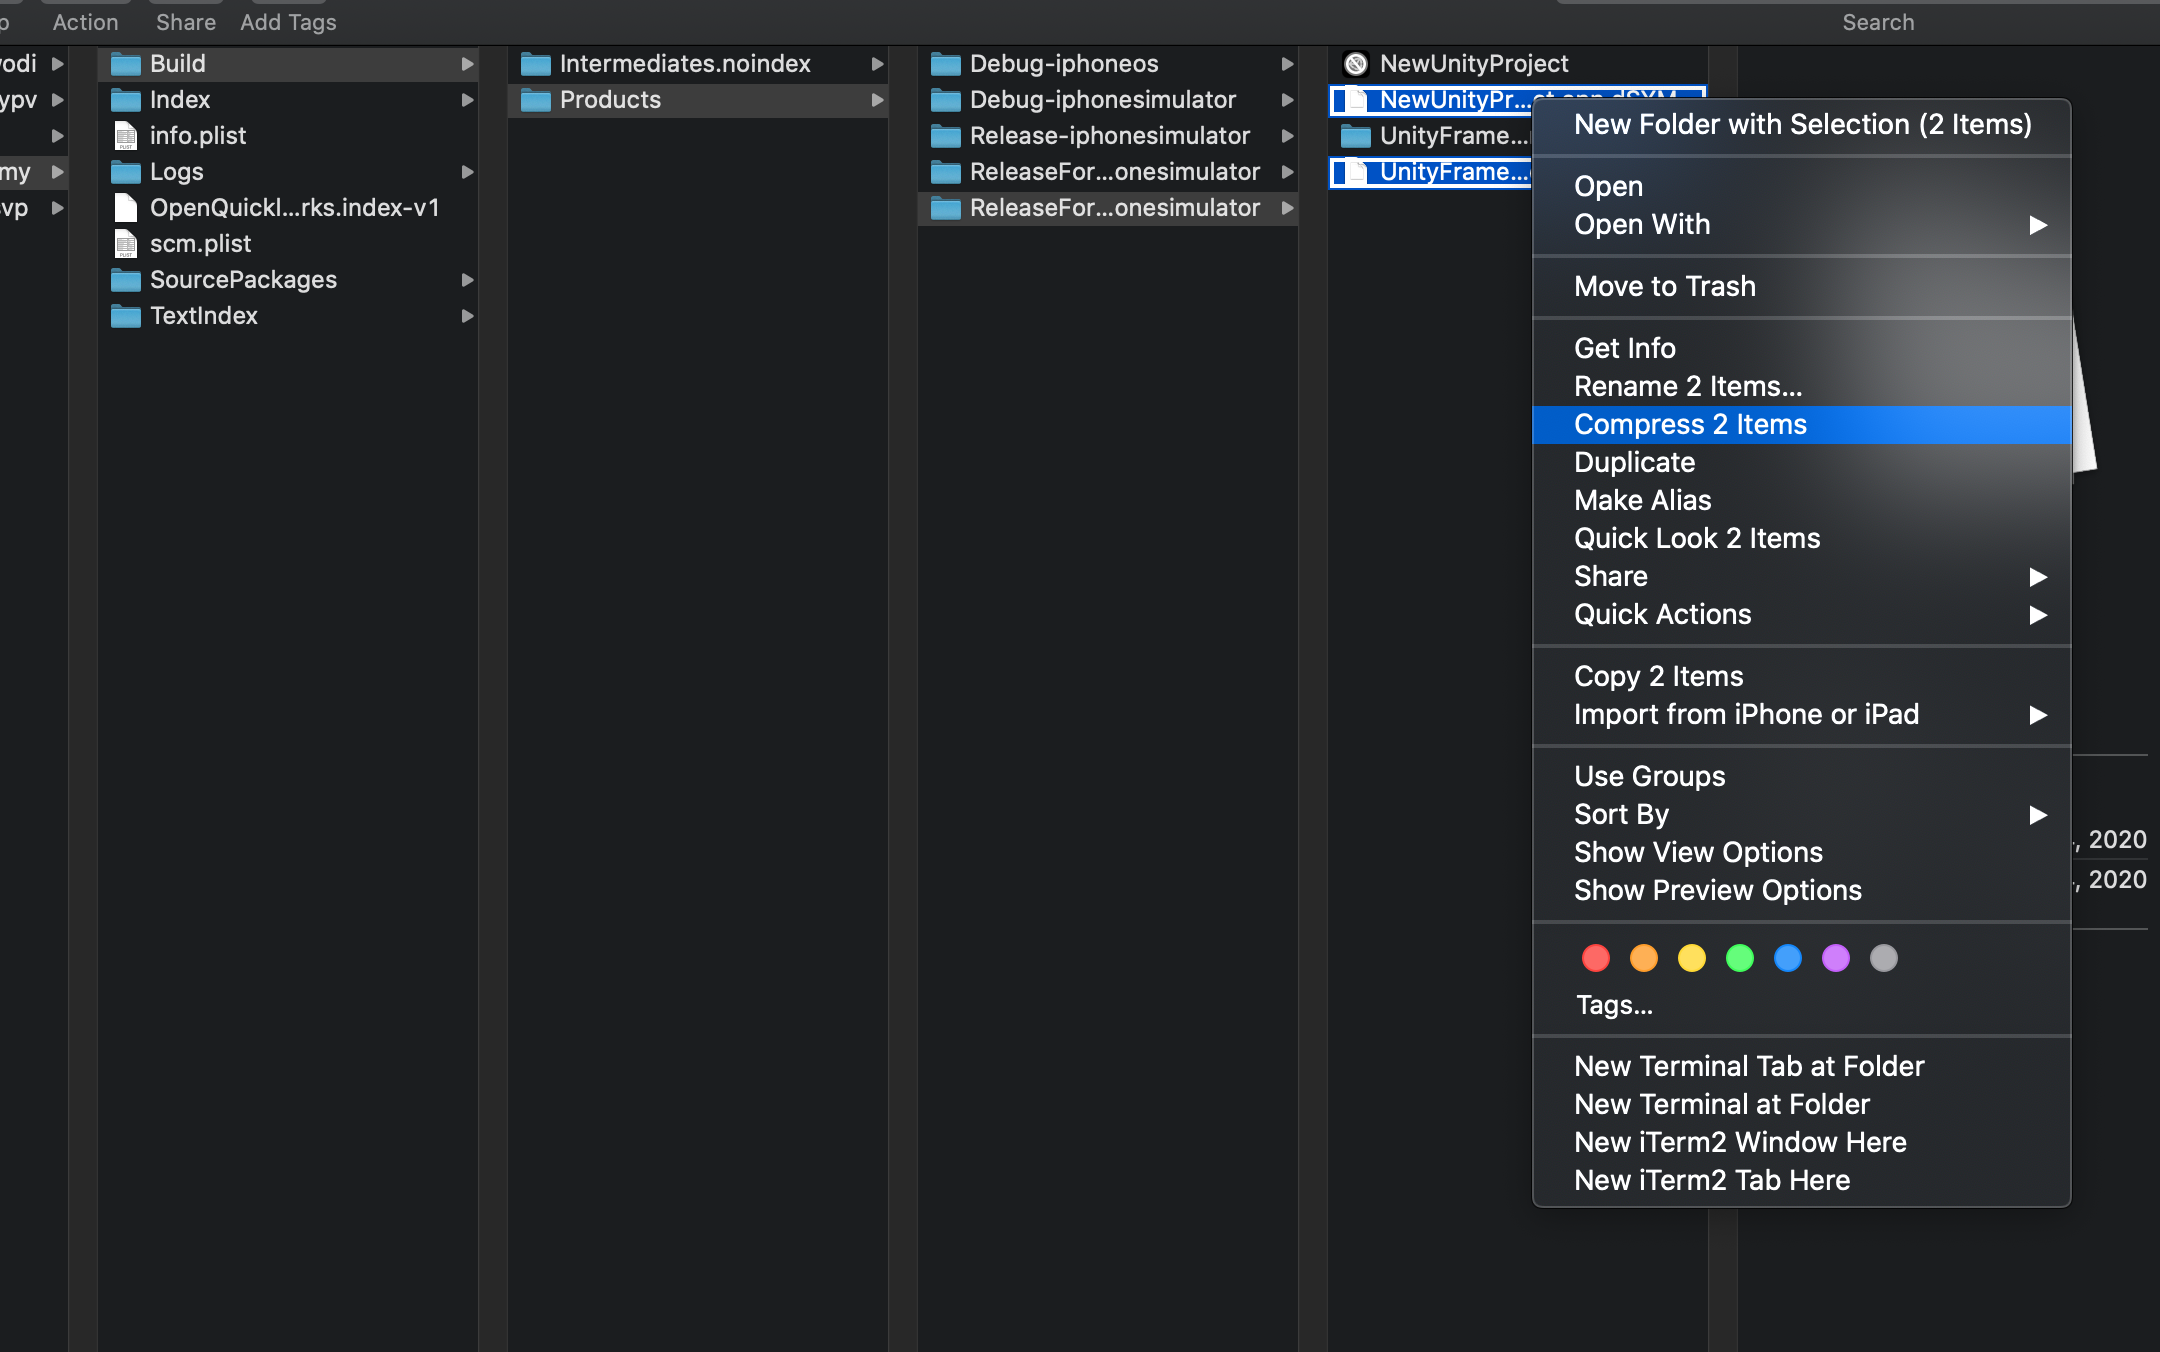 Action Share Add Tags Search
Build
Index
info.plist
Logs
OpenQuickl...rks.index-v1
scm.plist
SourcePackages
TextIndex
Intermediates.noindex
Products
Debug-iphoneos
Debug-iphonesimulator
Release-iphonesimulator
ReleaseFor...onesimulator
ReleaseFor...onesimulator
NewUnityProject
NewUnityPr...ct.app.dSYM
UnityFrame...
UnityFrame...
New Folder with Selection (2 Items)
Open
Open With
Move to Trash
Get Info
Rename 2 Items...
Compress 2 Items
Duplicate
Make Alias
Quick Look 2 Items
Share
Quick Actions
Copy 2 Items
Import from iPhone or iPad
Use Groups
Sort By
Show View Options
Show Preview Options
Tags...
New Terminal Tab at Folder
New Terminal at Folder
New iTerm2 Window Here
New iTerm2 Tab Here
, 2020
, 2020